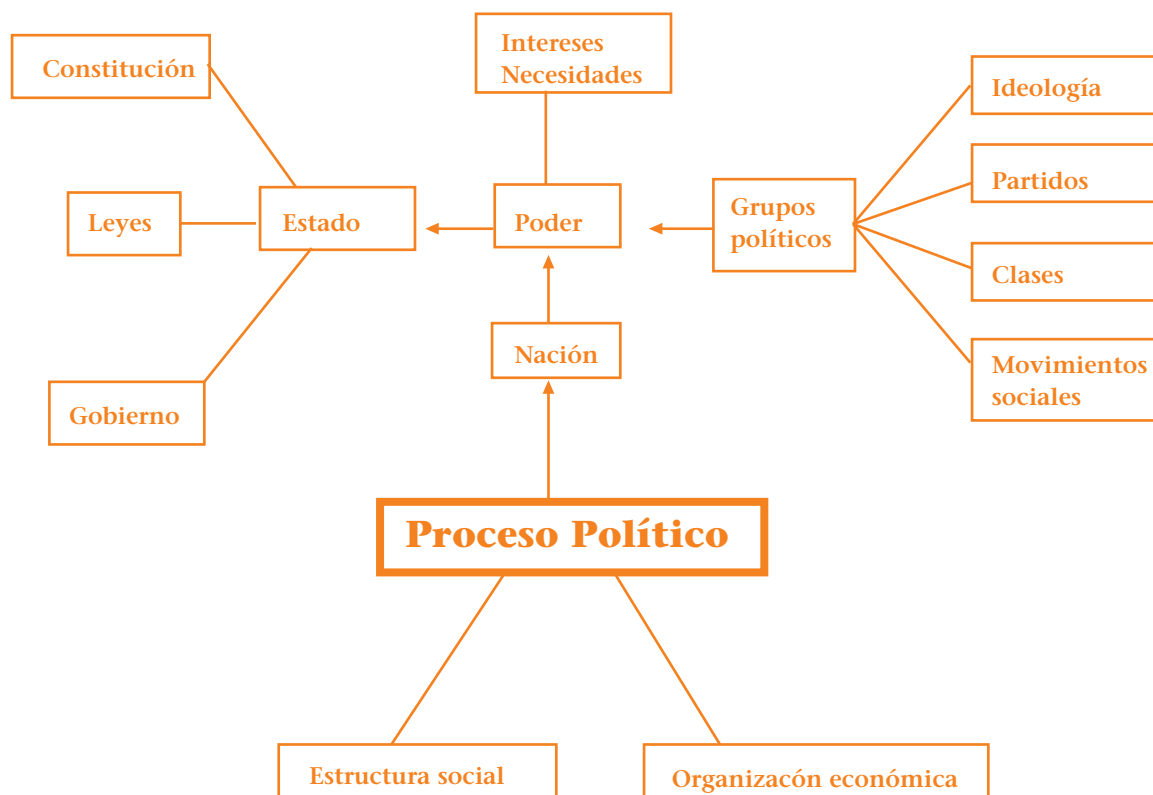 Constitución
Intereses
Necesidades
Ideología
Partidos
Leyes
Estado
Poder
Grupos
políticos
Clases
Nación
Movimientos
sociales
Gobierno
Proceso Político
Estructura social
Organizacón económica